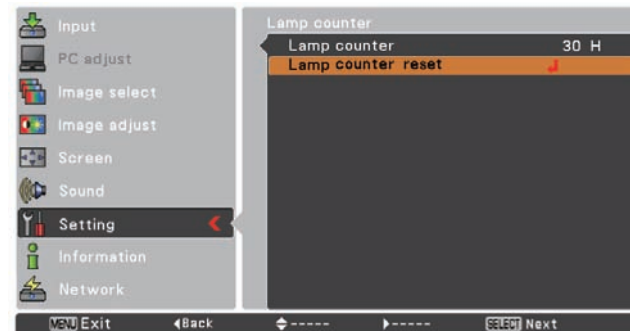 Input
PC adjust
Image select
Image adjust
Screen
Sound
Setting
Information
Network
Lamp counter
Lamp counter 30 H
Lamp counter reset
MENU Exit Back ----- ----- SELECT Next